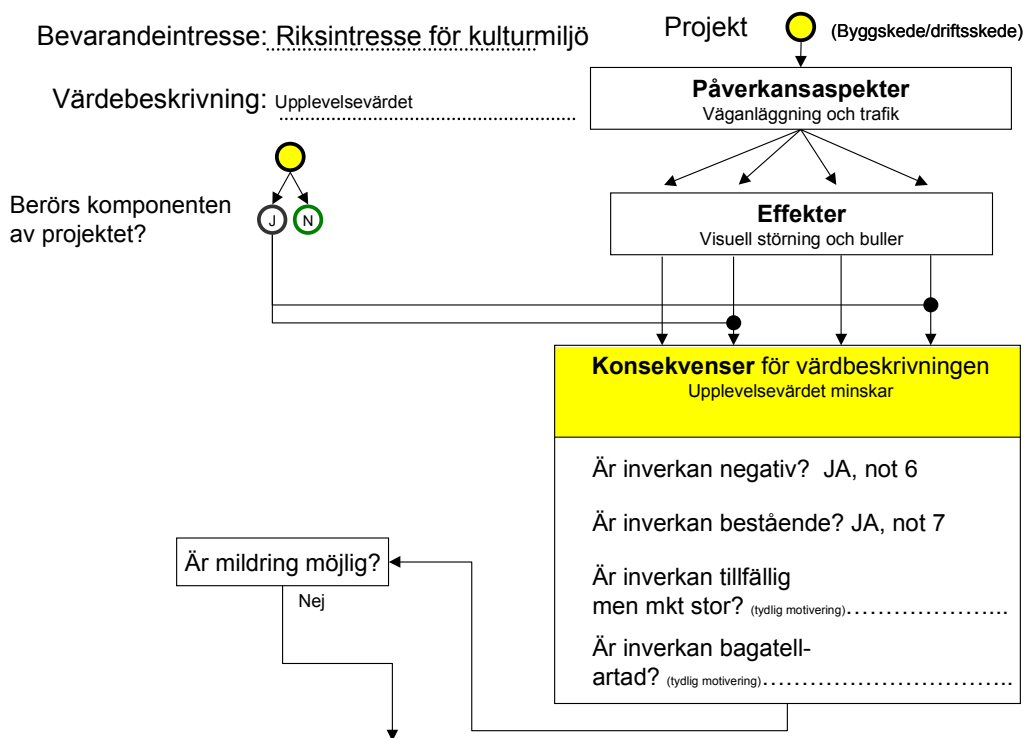 Bevarandeintresse: Riksintresse för kulturmiljö
Projekt
(Byggskede/driftsskede)
Värdebeskrivning: Upplevelsevärdet
Påverkansaspekter
Väganläggning och trafik
Berörs komponenten
av projektet?
J
N
Effekter
Visuell störning och buller
Konsekvenser för värdbeskrivningen
Upplevelsevärdet minskar
Är inverkan negativ? JA, not 6
Är inverkan bestående? JA, not 7
Är inverkan tillfällig
men mkt stor? (tydlig motivering)…………………..
Är inverkan bagatell-
artad? (tydlig motivering)…………………………..
Är mildring möjlig?
Nej